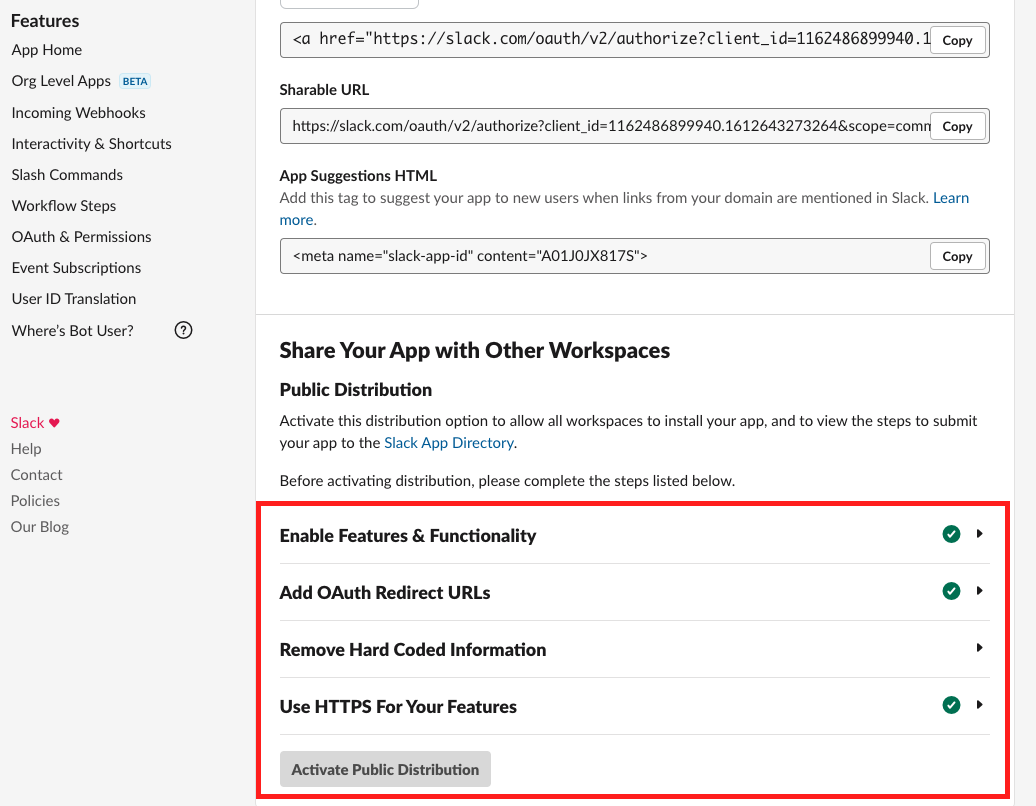 Features
App Home
Org Level Apps BETA
Incoming Webhooks
Interactivity & Shortcuts
Slash Commands
Workflow Steps
OAuth & Permissions
Event Subscriptions
User ID Translation
Where's Bot User? ?
Slack ♥
Help
Contact
Policies
Our Blog
<a href="https://slack.com/oauth/v2/authorize?client_id=1162486899940.1 Copy
Sharable URL
https://slack.com/oauth/v2/authorize?client_id=1162486899940.1612643273264&scope=comm Copy
App Suggestions HTML
Add this tag to suggest your app to new users when links from your domain are mentioned in Slack. Learn
more.
<meta name="slack-app-id" content="A01J0JX817S"> Copy
Share Your App with Other Workspaces
Public Distribution
Activate this distribution option to allow all workspaces to install your app, and to view the steps to submit
your app to the Slack App Directory.
Before activating distribution, please complete the steps listed below.
Enable Features & Functionality
Add OAuth Redirect URLs
Remove Hard Coded Information
Use HTTPS For Your Features
Activate Public Distribution